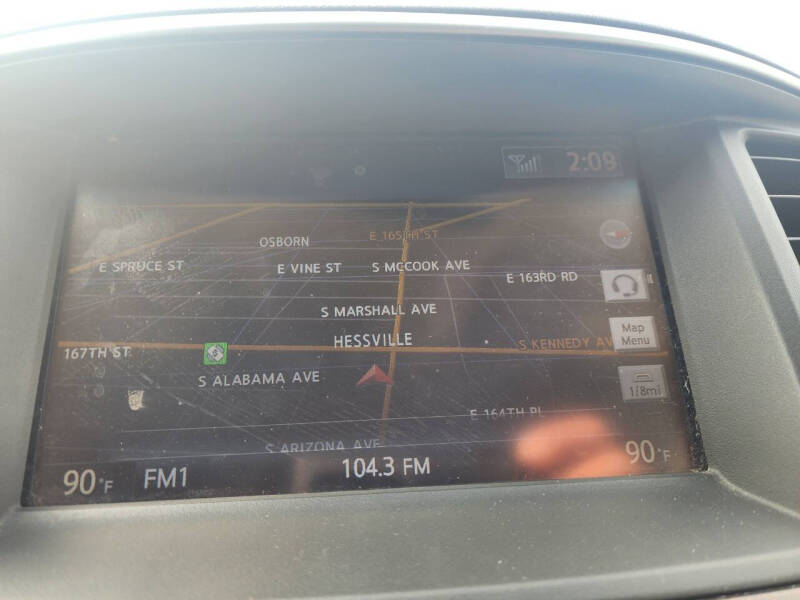 2:09
OSBORN
E 165TH ST
E SPRUCE ST
E VINE ST
S MCCOOK AVE
E 163RD RD
S MARSHALL AVE
Map
Menu
HESSVILLE
167TH ST
S KENNEDY AV
S ALABAMA AVE
1/8mi
E 164TH PL
S ARIZONA AVE
90°F
FM1
104.3 FM
90°F